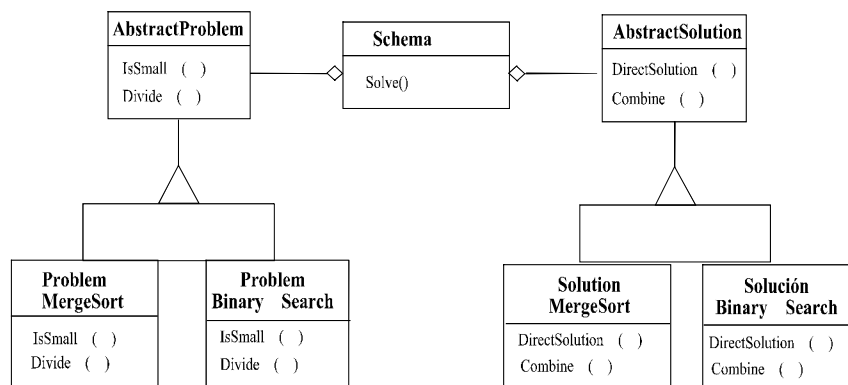 AbstractProblem
IsSmall ( )
Divide ( )
Schema
Solve()
AbstractSolution
DirectSolution ( )
Combine ( )
Problem
MergeSort
IsSmall ( )
Divide ( )
Problem
Binary Search
IsSmall ( )
Divide ( )
Solution
MergeSort
DirectSolution ( )
Combine ( )
Solución
Binary Search
DirectSolution ( )
Combine ( )